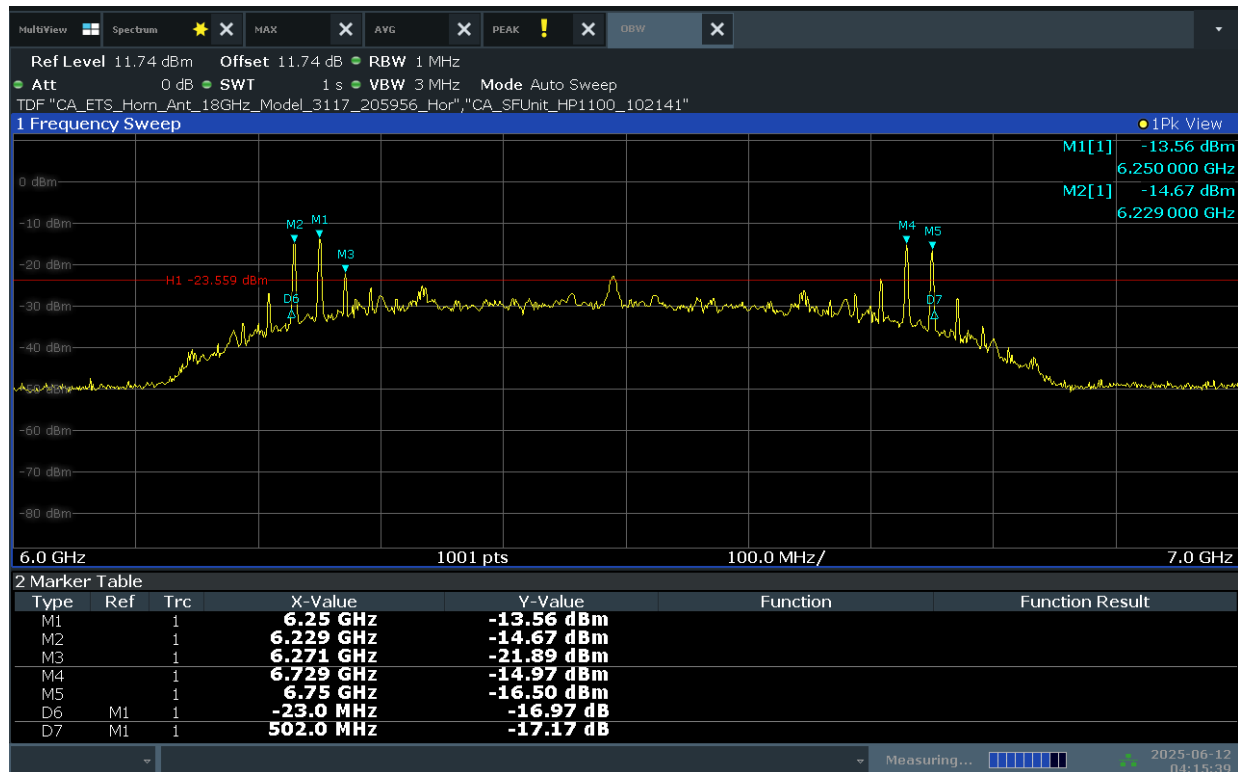 MultiView Spectrum MAX AVG PEAK ! OBW
Ref Level 11.74 dBm Offset 11.74 dB RBW 1 MHz
Att 0 dB SWT 1 s VBW 3 MHz Mode Auto Sweep
TDF "CA_ETS_Horn_Ant_18GHz_Model_3117_205956_Hor","CA_SFUnit_HP1100_102141"
1 Frequency Sweep 1Pk View
M1[1] -13.56 dBm
6.250 000 GHz
0 dBm
M2[1] -14.67 dBm
6.229 000 GHz
-10 dBm
M2 M1 M4 M5
M3
-20 dBm
H1 -23.559 dBm
D6 D7
-30 dBm
-40 dBm
-50 dBm
-60 dBm
-70 dBm
-80 dBm
6.0 GHz 1001 pts 100.0 MHz/ 7.0 GHz
2 Marker Table
Type Ref Trc X-Value Y-Value Function Function Result
M1 1 6.25 GHz -13.56 dBm
M2 1 6.229 GHz -14.67 dBm
M3 1 6.271 GHz -21.89 dBm
M4 1 6.729 GHz -14.97 dBm
M5 1 6.75 GHz -16.50 dBm
D6 M1 1 -23.0 MHz -16.97 dB
D7 M1 1 502.0 MHz -17.17 dB
Measuring... 2025-06-12
04:15:39